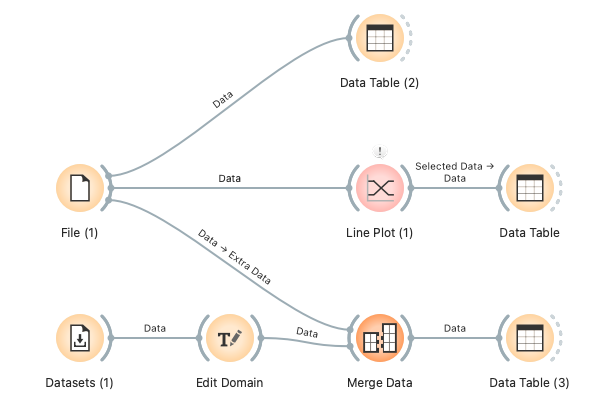 Data
Data Table (2)
!
Data
Selected Data →
Data
File (1)
Line Plot (1)
Data Table
Data → Extra Data
Data
T
Data
Data
Datasets (1)
Edit Domain
Merge Data
Data Table (3)